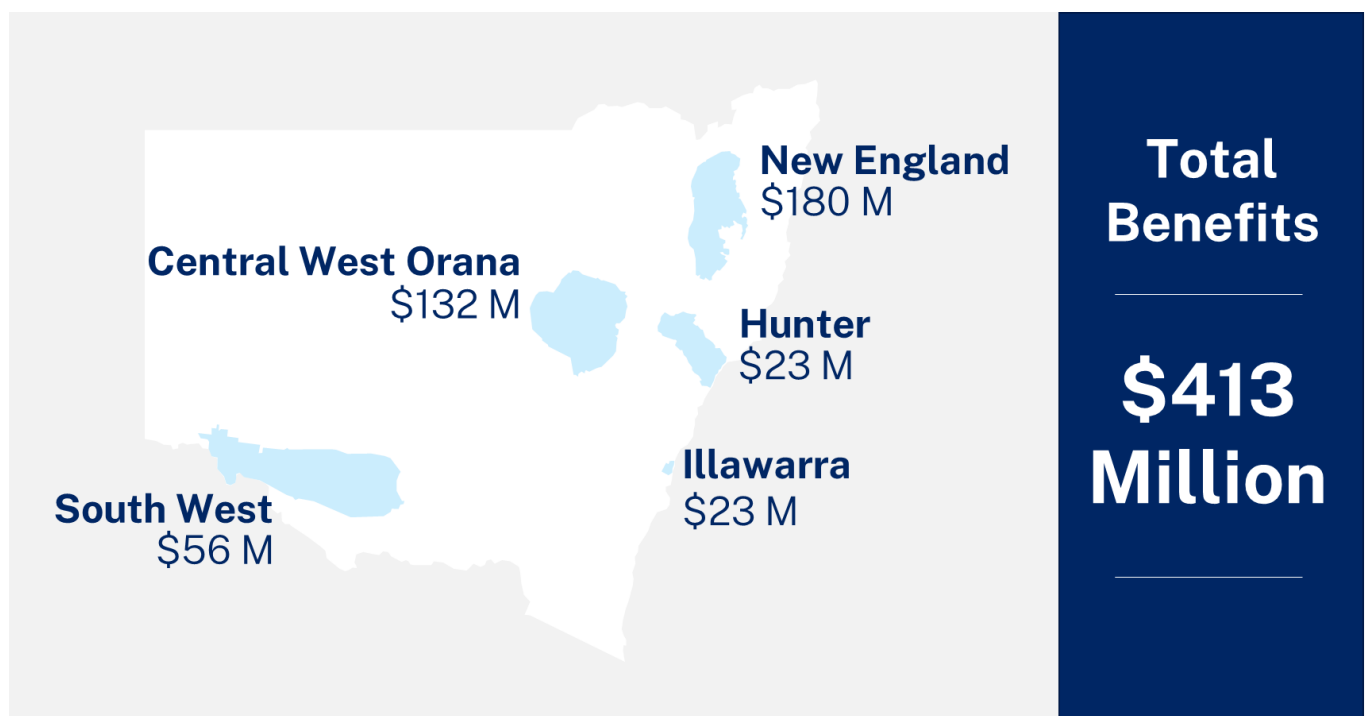 New England
$180 M
Central West Orana
$132 M
Hunter
$23 M
Illawarra
$23 M
South West
$56 M
Total
Benefits
$413
Million